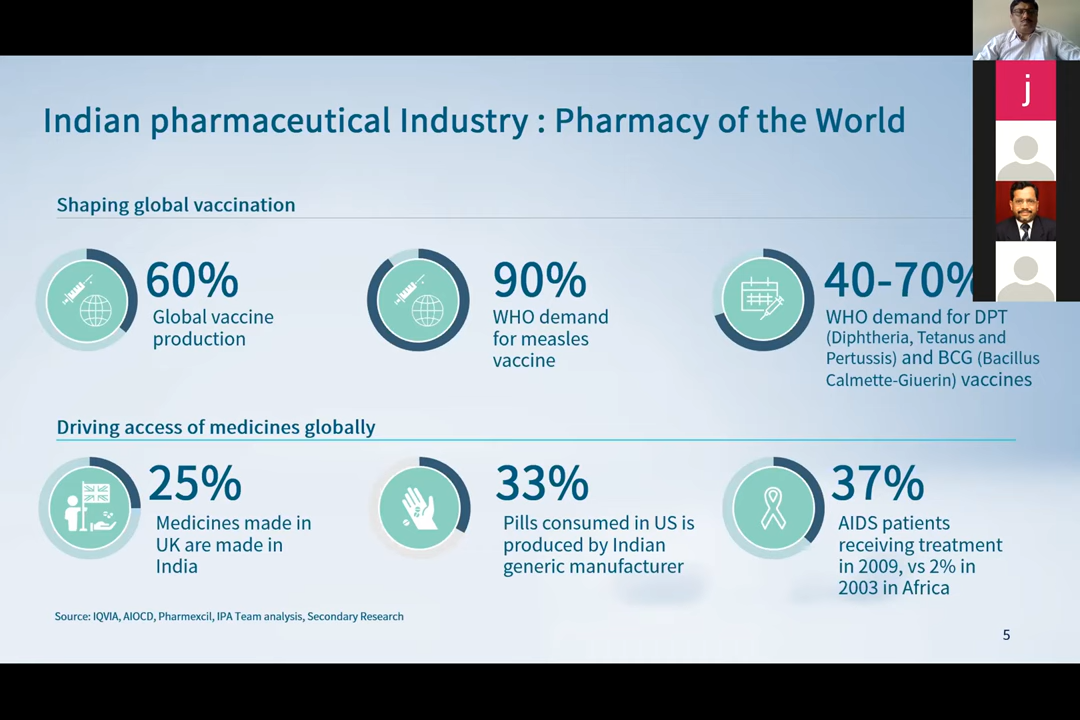 Indian pharmaceutical Industry : Pharmacy of the World
j
Shaping global vaccination
60%
Global vaccine
production
90%
WHO demand
for measles
vaccine
40-70%
WHO demand for DPT
(Diphtheria, Tetanus and
Pertussis) and BCG (Bacillus
Calmette-Giuerin) vaccines
Driving access of medicines globally
25%
Medicines made in
UK are made in
India
33%
Pills consumed in US is
produced by Indian
generic manufacturer
37%
AIDS patients
receiving treatment
in 2009, vs 2% in
2003 in Africa
Source: IQVIA, AIOCD, Pharmexcil, IPA Team analysis, Secondary Research
5